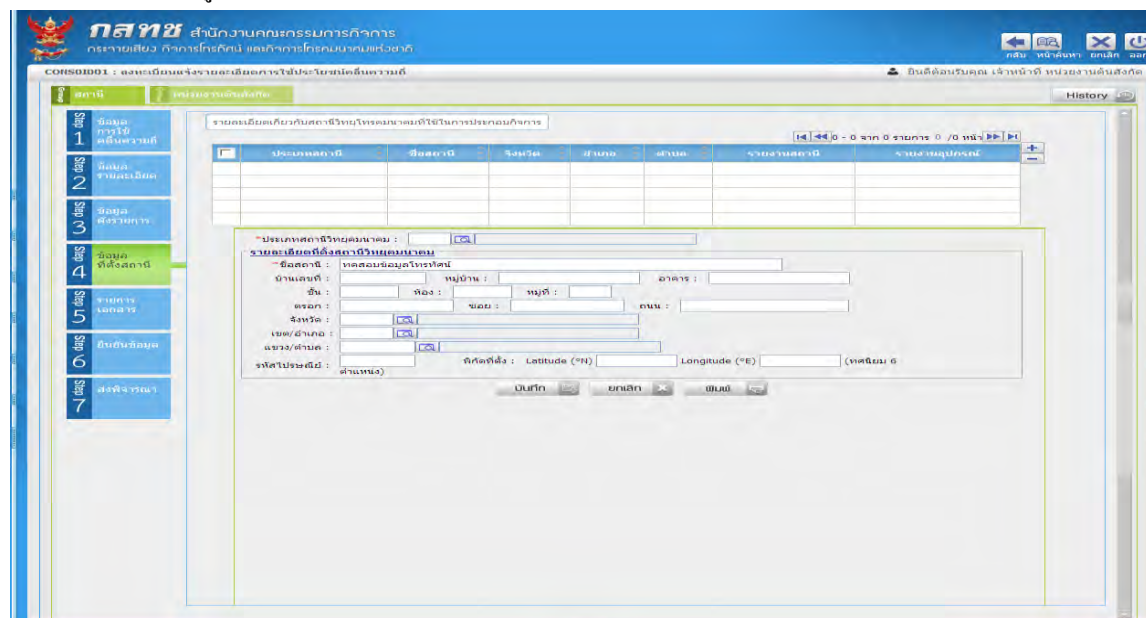 กสทช สำนักงานคณะกรรมการกิจการ
กระจายเสียง กิจการโทรทัศน์ และกิจการโทรคมนาคมแห่งชาติ
กลับ หน้าค้นหา ยกเลิก ออก
CONS01D01 : ลงทะเบียนแจ้งรายละเอียดการใช้ประโยชน์คลื่นความถี่
ยินดีต้อนรับคุณ เจ้าหน้าที่ หน่วยงานต้นสังกัด
สถานี หน่วยงานต้นสังกัด History
Step 1 ข้อมูลการใช้คลื่นความถี่
Step 2 ข้อมูลรายละเอียด
Step 3 ข้อมูลตั้งรายการ
Step 4 ข้อมูลที่ตั้งสถานี
Step 5 รายการเอกสาร
Step 6 ยืนยันข้อมูล
Step 7 ส่งพิจารณา
รายละเอียดเกี่ยวกับสถานีวิทยุโทรคมนาคมที่ใช้ในการประกอบกิจการ
0 - 0 จาก 0 รายการ 0 /0 หน้า
ประเภทสถานี ชื่อสถานี จังหวัด อำเภอ ตำบล รายงานสถานี รายงานอุปกรณ์
*ประเภทสถานีวิทยุคมนาคม :
รายละเอียดที่ตั้งสถานีวิทยุคมนาคม
*ชื่อสถานี : ทดสอบข้อมูลโทรทัศน์
บ้านเลขที่ : หมู่บ้าน : อาคาร :
ชั้น : ห้อง : หมู่ที่ :
ตรอก : ซอย : ถนน :
จังหวัด :
เขต/อำเภอ :
แขวง/ตำบล :
รหัสไปรษณีย์ : พิกัดที่ตั้ง : Latitude (°N) Longitude (°E) (ทศนิยม 6
ตำแหน่ง)
บันทึก ยกเลิก พิมพ์